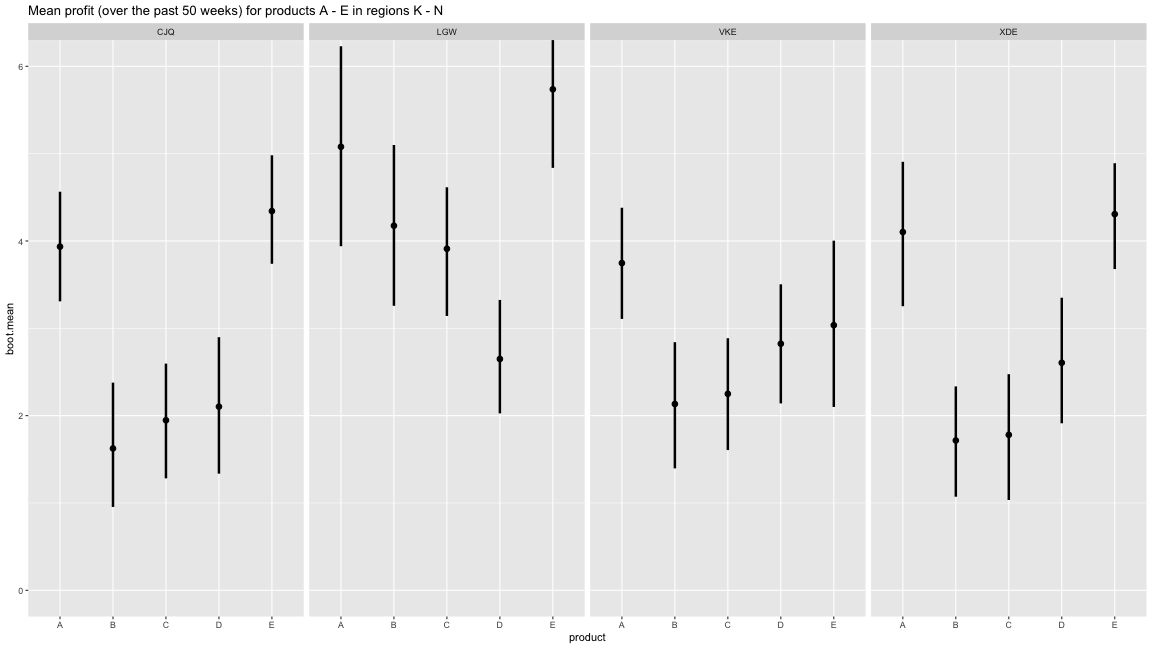 Mean profit (over the past 50 weeks) for products A - E in regions K - N
CJQ LGW VKE XDE
boot.mean
6
4
2
0
A B C D E A B C D E A B C D E A B C D E
product